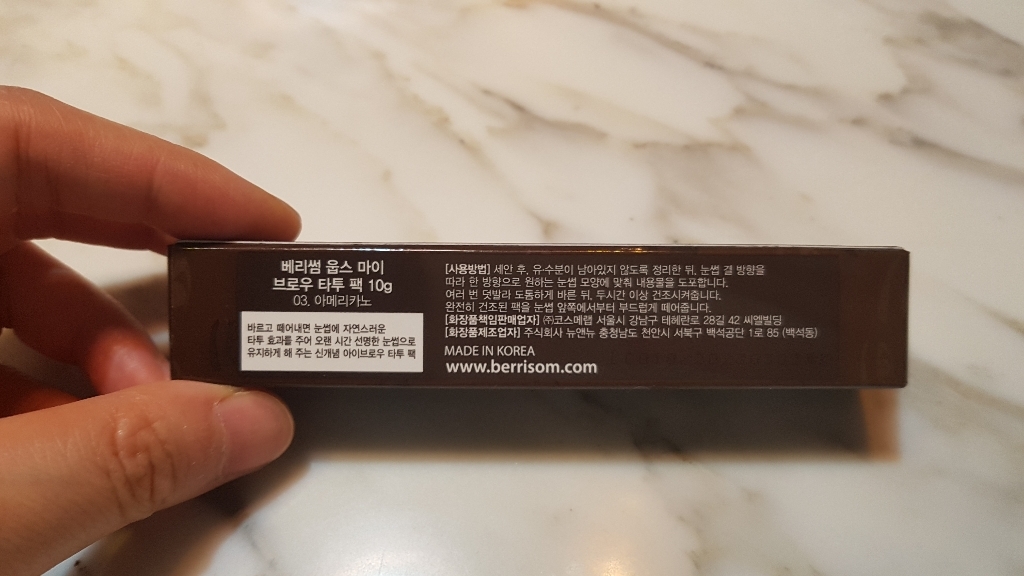 베리썸 웁스 마이
브로우 타투 팩 10g
03. 아메리카노
바르고 떼어내면 눈썹에 자연스러운
타투 효과를 주어 오랜 시간 선명한 눈썹으로
유지하게 해 주는 신개념 아이브로우 타투 팩
[사용방법] 세안 후, 유·수분이 남아있지 않도록 정리한 뒤, 눈썹 결 방향을
따라 한 방향으로 원하는 눈썹 모양에 맞춰 내용물을 도포합니다.
여러 번 덧발라 도톰하게 바른 뒤, 두시간 이상 건조시켜줍니다.
완전히 건조된 팩을 눈썹 앞쪽에서부터 부드럽게 떼어줍니다.
[화장품책임판매업자] ㈜코스메랩 서울시 강남구 테헤란로 28길 42 씨엘빌딩
[화장품제조업자] 주식회사 뉴앤뉴 충청남도 천안시 서북구 백석공단 1로 85 (백석동)
MADE IN KOREA
www.berrisom.com